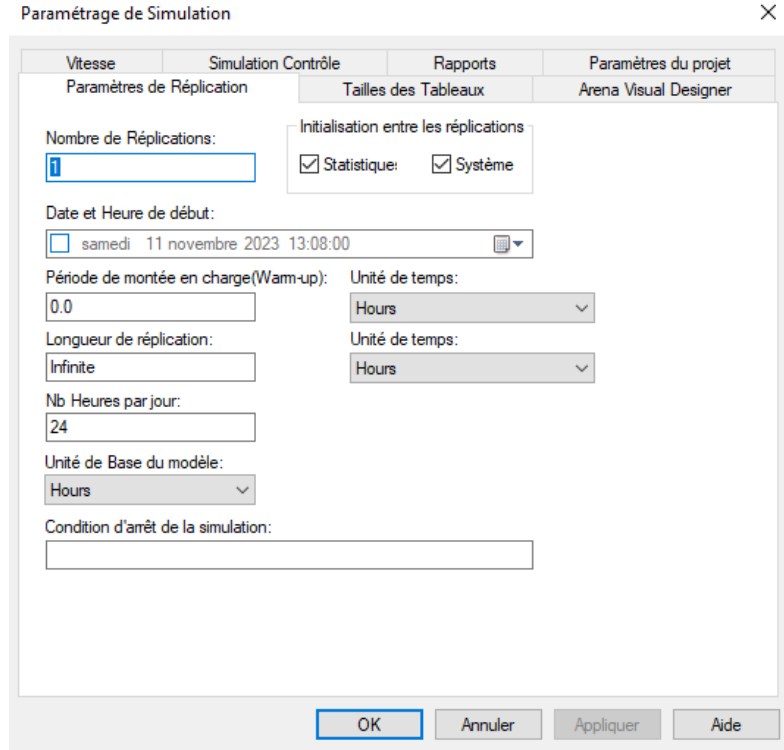 Paramétrage de Simulation
Vitesse Simulation Contrôle Rapports Paramètres du projet
Paramètres de Réplication Tailles des Tableaux Arena Visual Designer
Nombre de Réplications:
1
Initialisation entre les réplications
Statistiques Système
Date et Heure de début:
samedi 11 novembre 2023 13:08:00
Période de montée en charge(Warm-up): Unité de temps:
0.0 Hours
Longueur de réplication: Unité de temps:
Infinite Hours
Nb Heures par jour:
24
Unité de Base du modèle:
Hours
Condition d'arrêt de la simulation:
OK Annuler Appliquer Aide